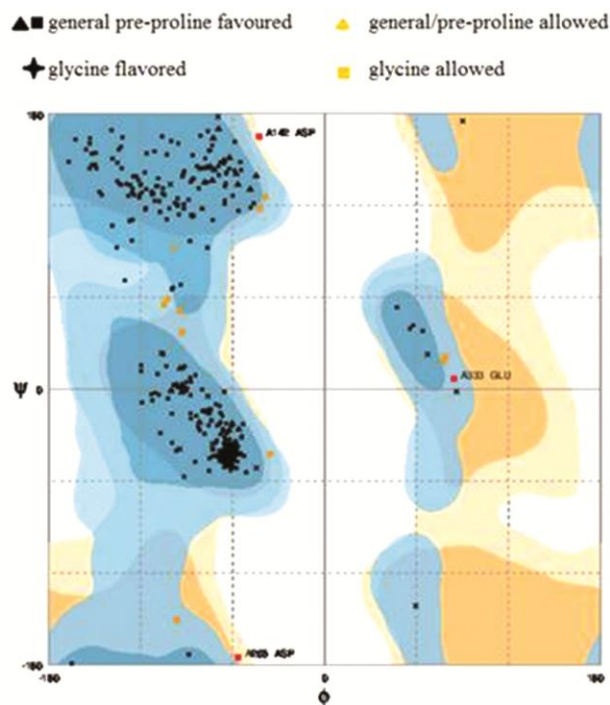 general pre-proline favoured general/pre-proline allowed
glycine flavored glycine allowed
180
A142 ASP
A333 GLU
Ψ 0
ASP
-180
-180 0 180
ϕ